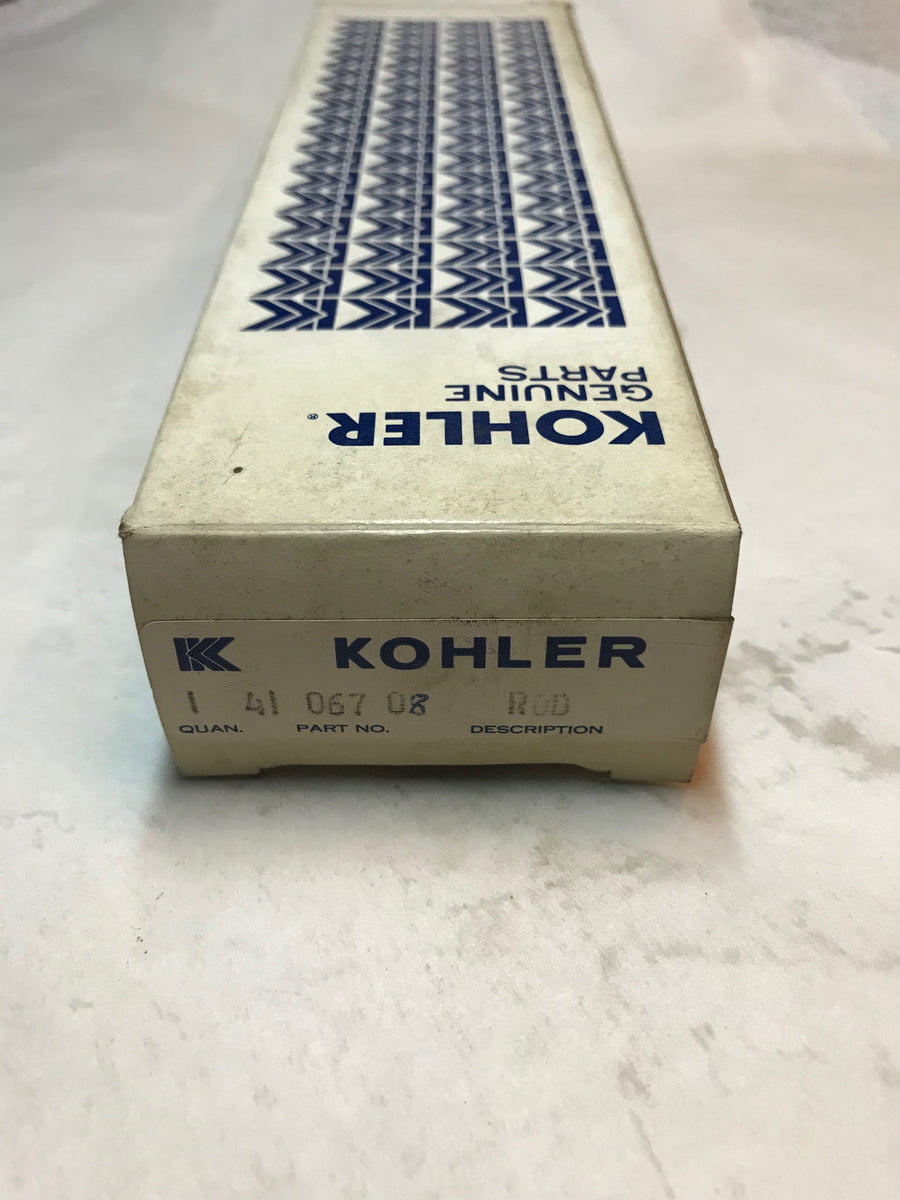 KOHLER®
GENUINE
PARTS
KOHLER
1 41 067 08 ROD
QUAN. PART NO. DESCRIPTION